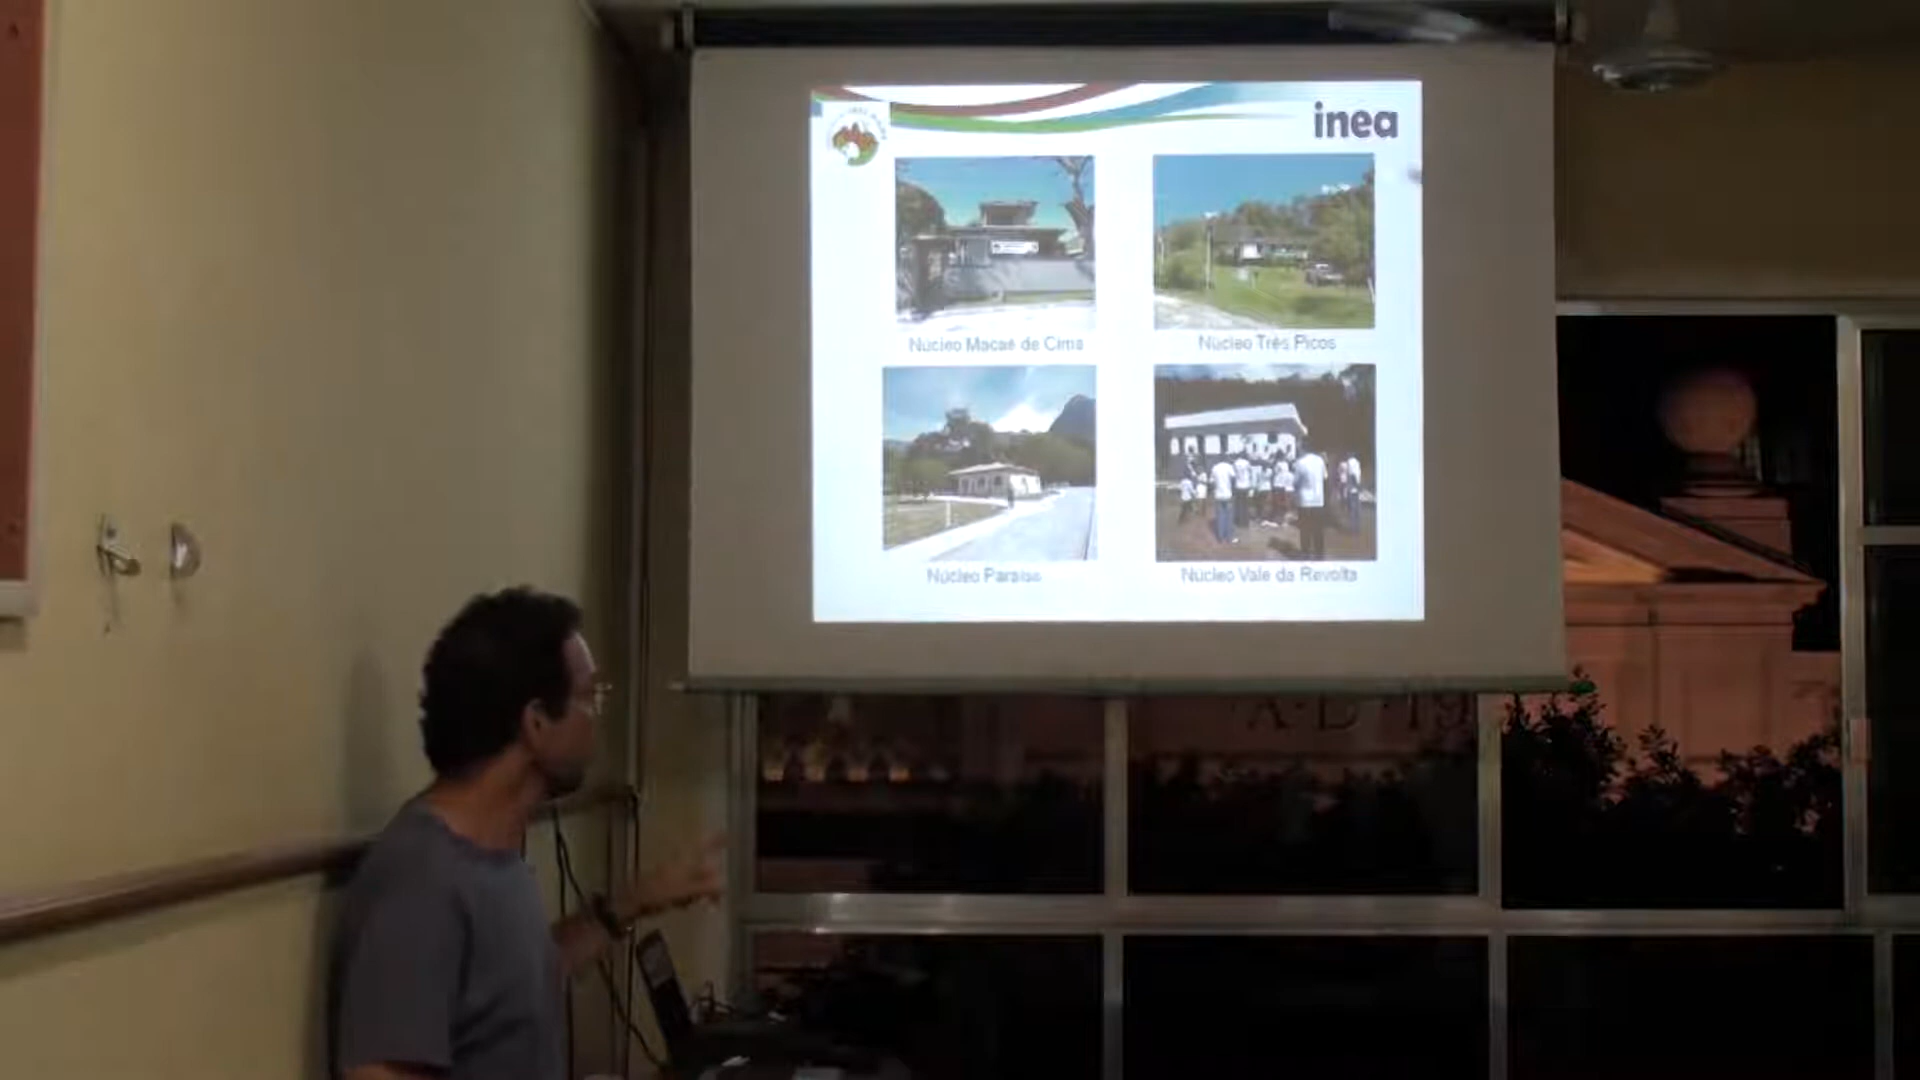 inea
Núcleo Macaé de Cima
Núcleo Três Picos
Núcleo Paraíso
Núcleo Vale da Revolta